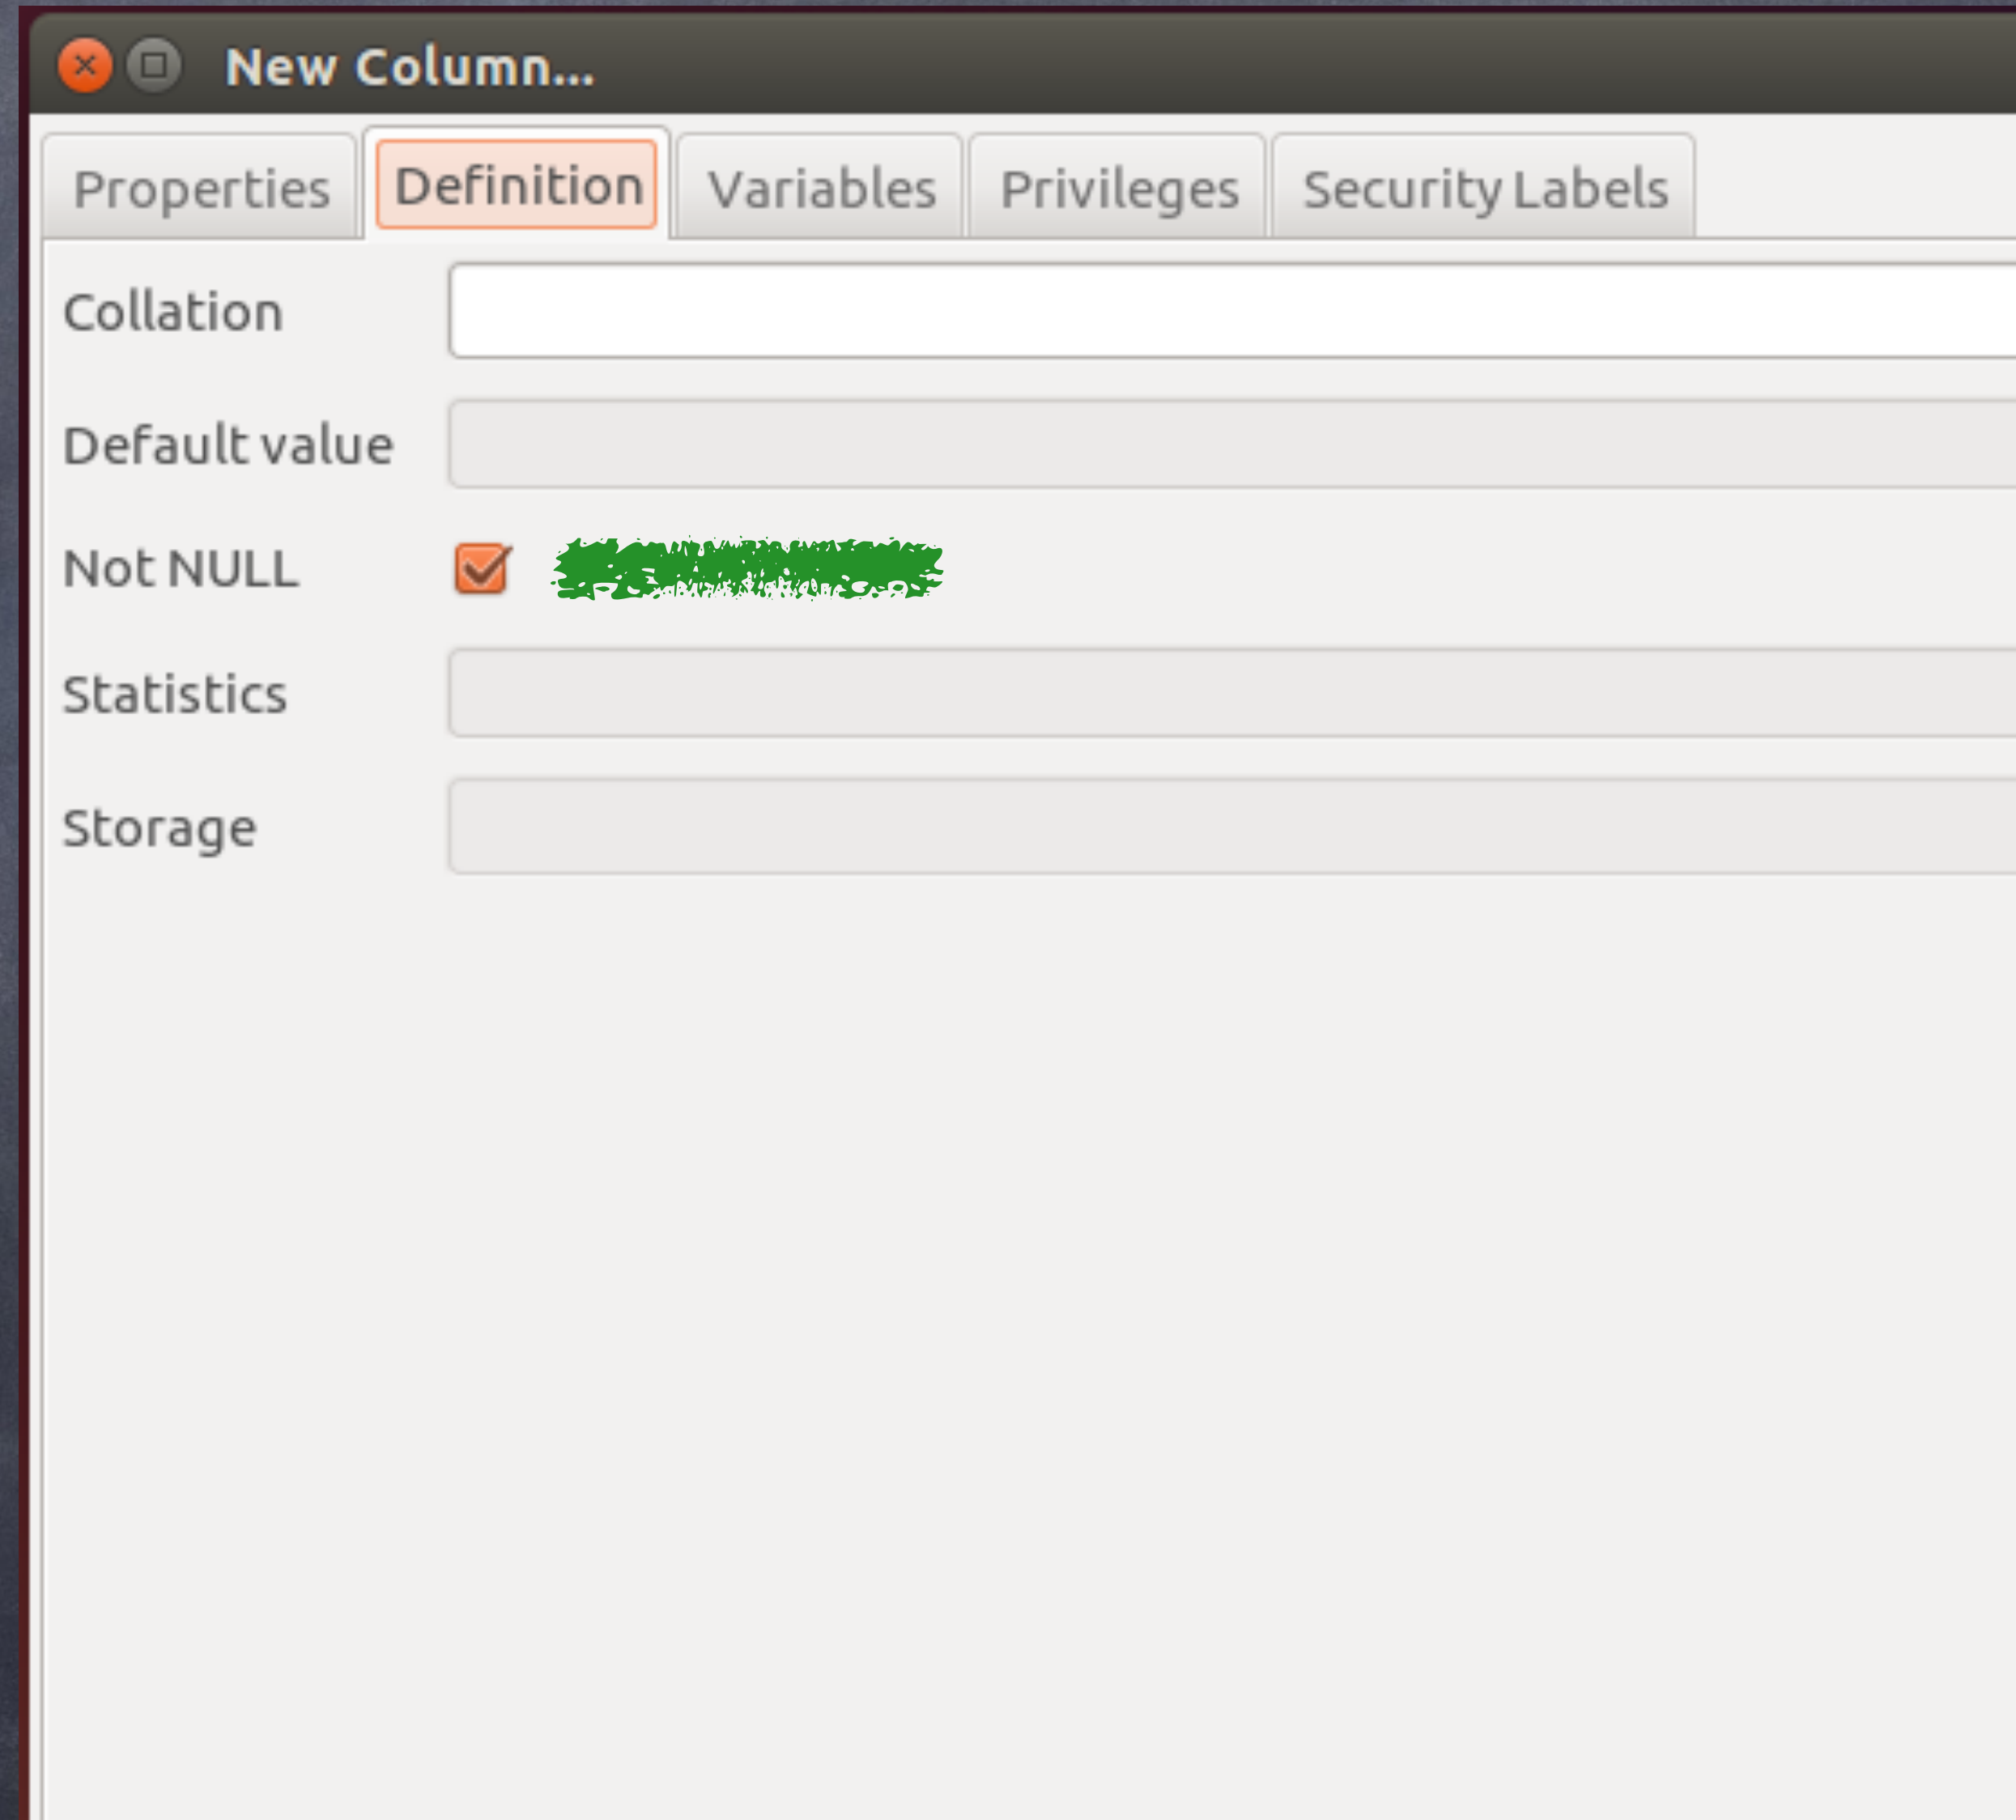 New Column...
Properties Definition Variables Privileges Security Labels
Collation
Default value
Not NULL
Statistics
Storage